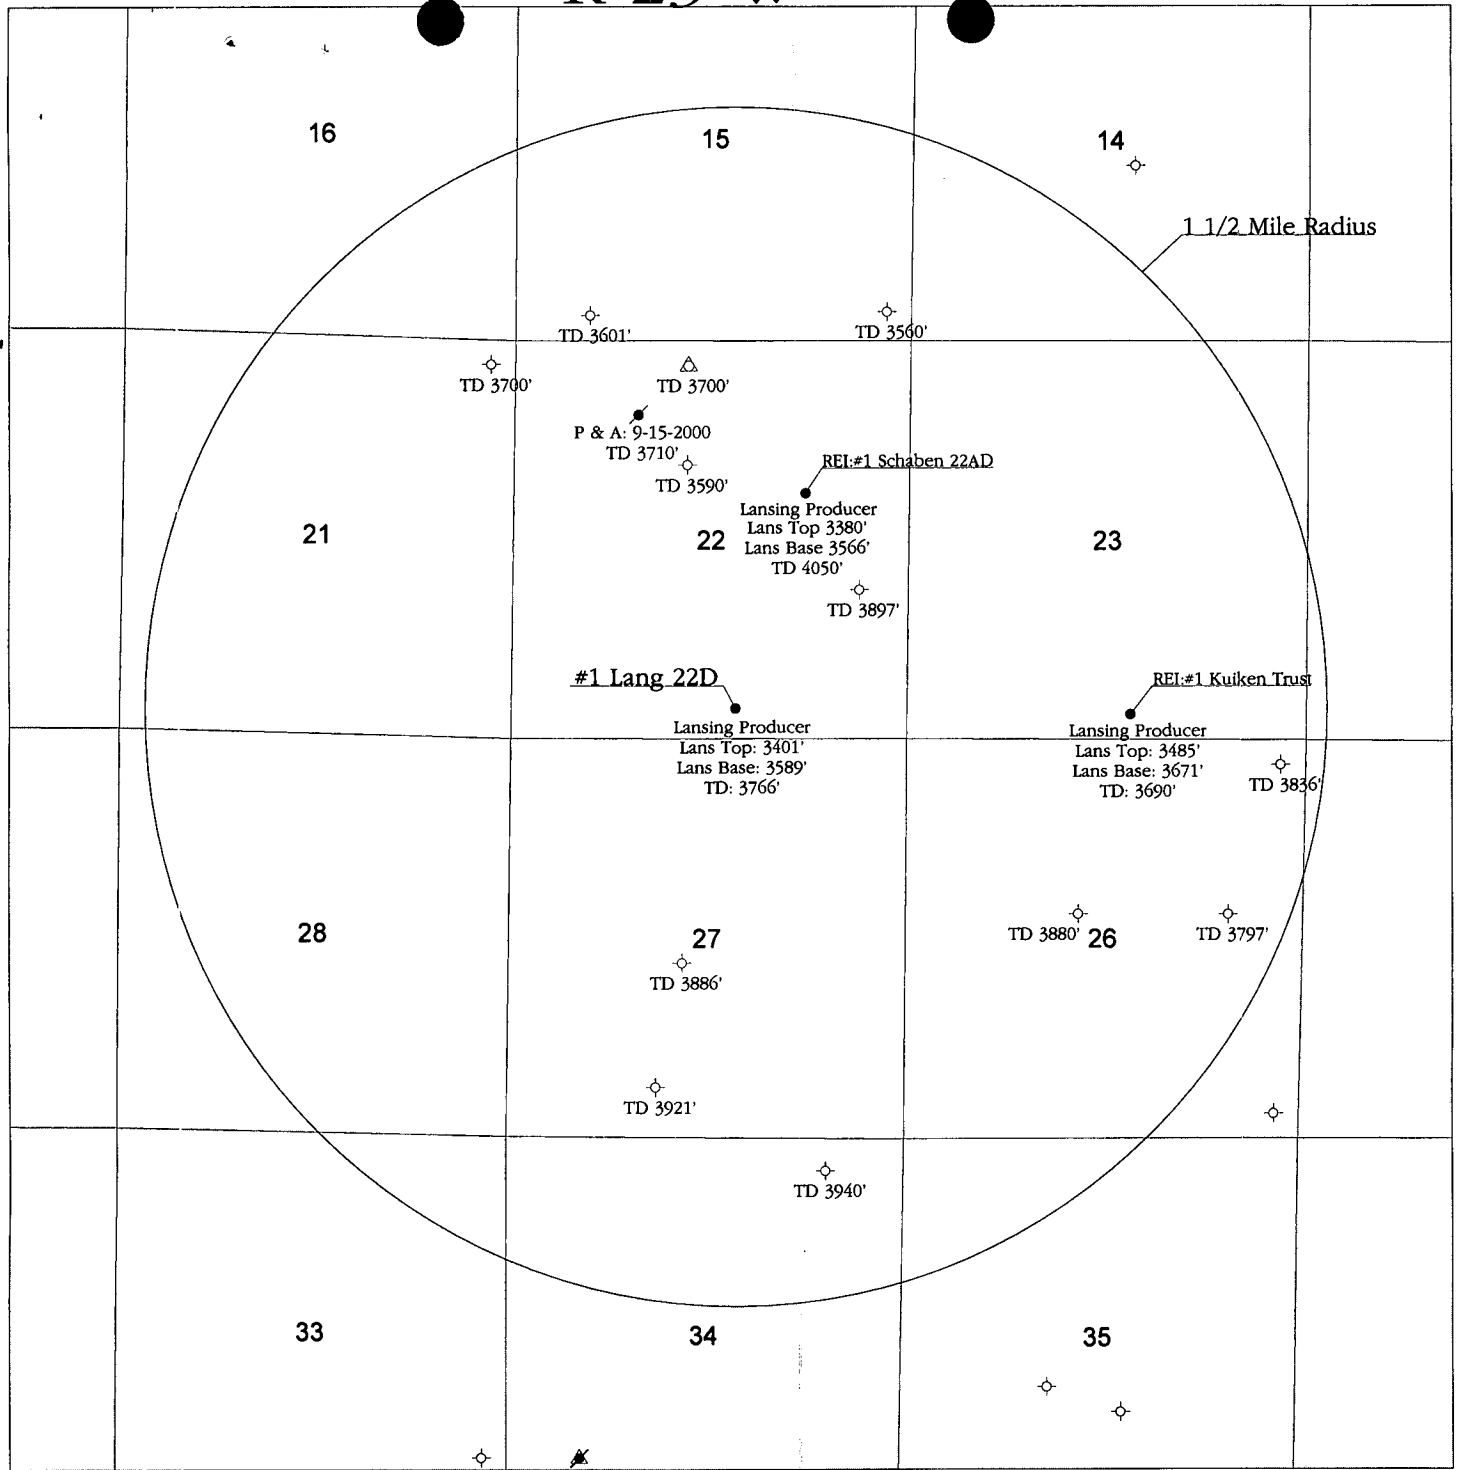 16
15
14
1 1/2 Mile Radius
TD 3601'
TD 3560'
TD 3700'
TD 3700'
P & A: 9-15-2000
TD 3710'
TD 3590'
REI:#1 Schaben 22AD
Lansing Producer
Lans Top 3380'
Lans Base 3566'
TD 4050'
21
22
23
TD 3897'
#1 Lang 22D
Lansing Producer
Lans Top: 3401'
Lans Base: 3589'
TD: 3766'
REI:#1 Kuiken Trust
Lansing Producer
Lans Top: 3485'
Lans Base: 3671'
TD: 3690'
TD 3836'
28
27
TD 3880'
26
TD 3797'
TD 3886'
TD 3921'
TD 3940'
33
34
35